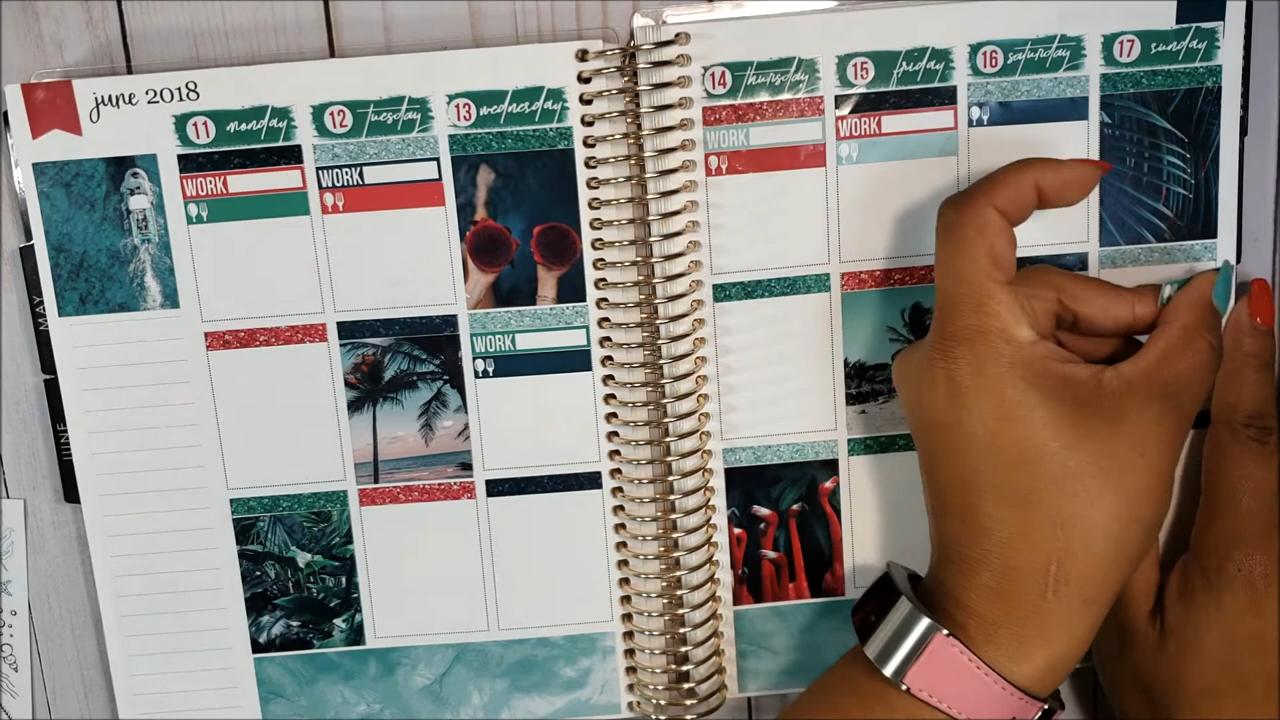 june 2018
11 monday
12 tuesday
13 wednesday
14 thursday
15 friday
16 saturday
17 sunday
WORK
WORK
WORK
WORK
WORK
MAY
JUNE